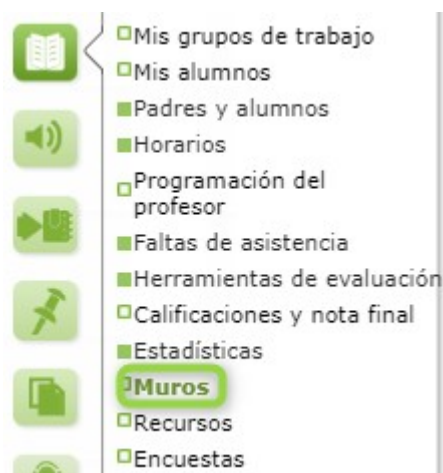 Mis grupos de trabajo
Mis alumnos
Padres y alumnos
Horarios
Programación del
profesor
Faltas de asistencia
Herramientas de evaluación
Calificaciones y nota final
Estadísticas
Muros
Recursos
Encuestas